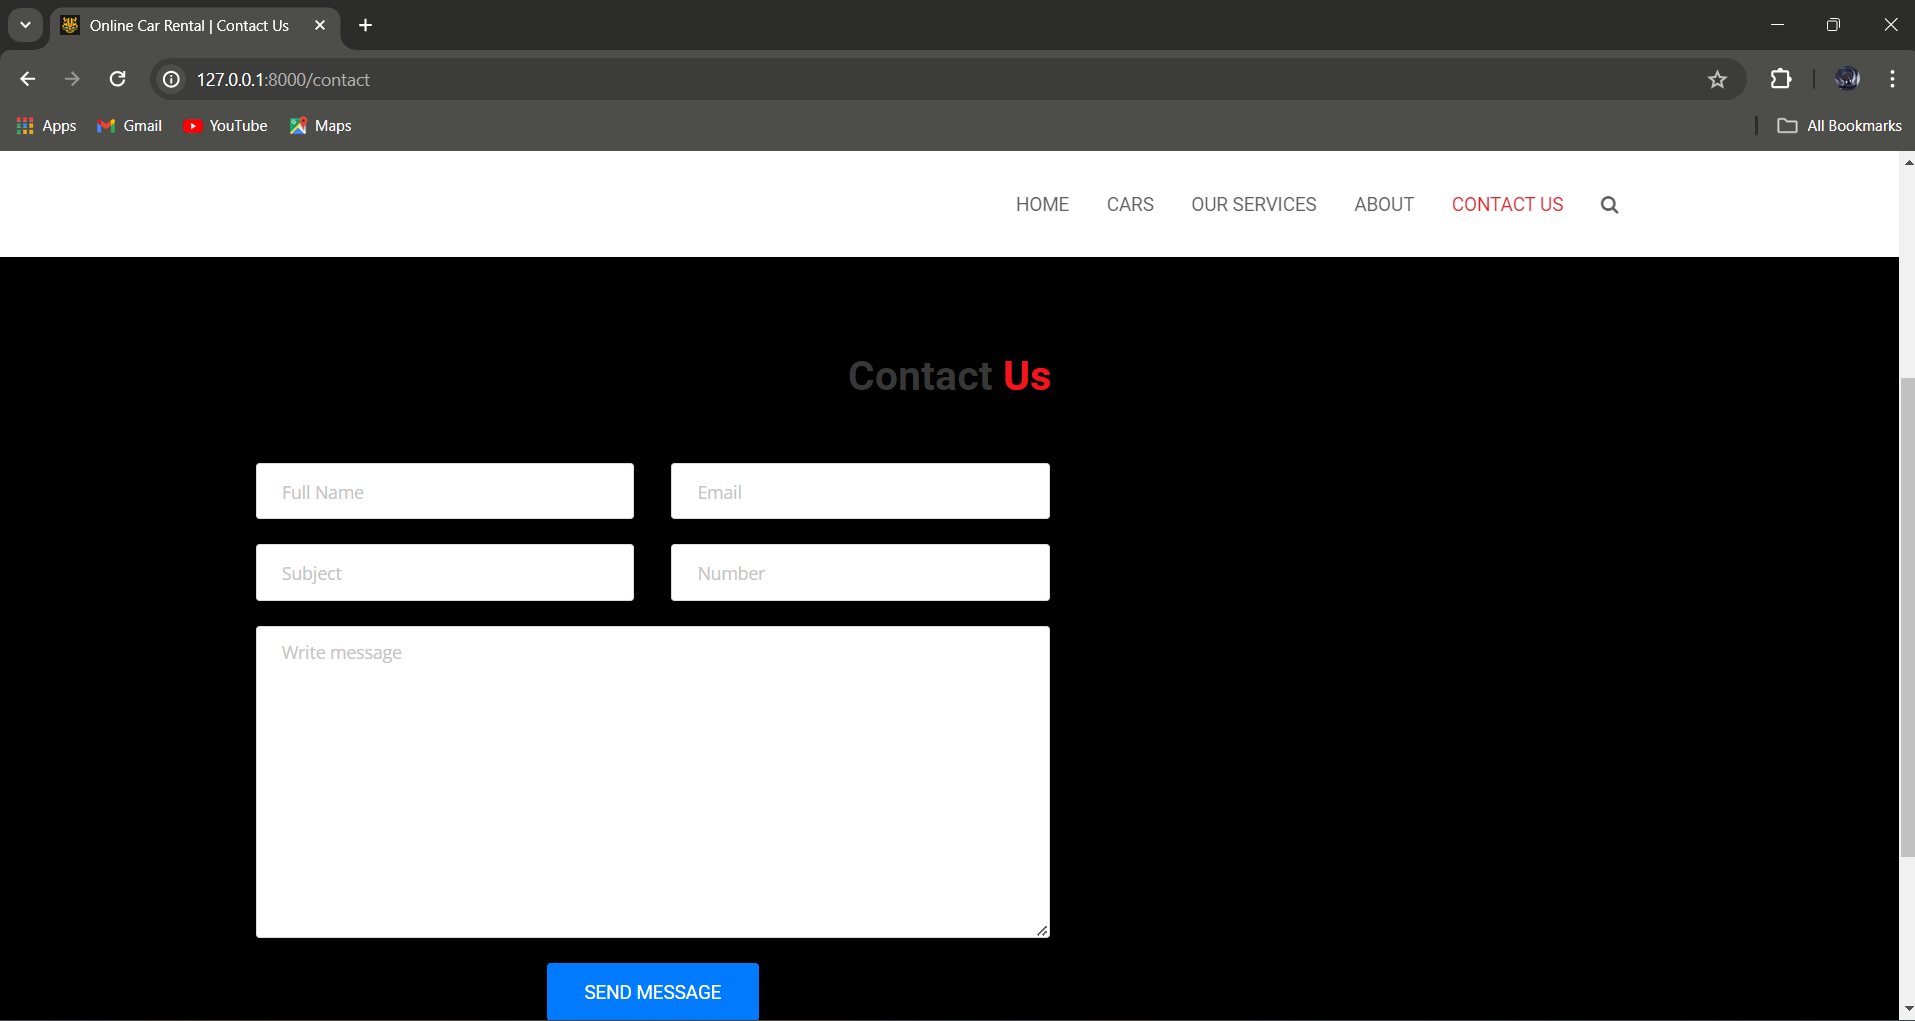 Online Car Rental | Contact Us
127.0.0.1:8000/contact
Apps Gmail YouTube Maps All Bookmarks
HOME CARS OUR SERVICES ABOUT CONTACT US
Contact Us
Full Name Email
Subject Number
Write message
SEND MESSAGE